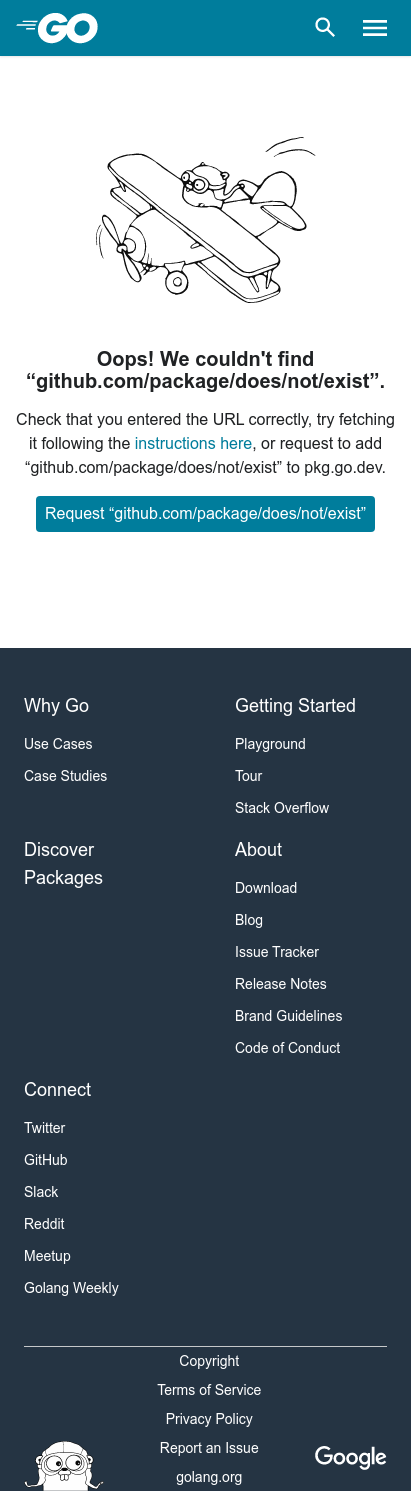 GO
Oops! We couldn't find
“github.com/package/does/not/exist”.
Check that you entered the URL correctly, try fetching
it following the instructions here, or request to add
“github.com/package/does/not/exist” to pkg.go.dev.
Request “github.com/package/does/not/exist”
Why Go
Use Cases
Case Studies
Getting Started
Playground
Tour
Stack Overflow
Discover
Packages
About
Download
Blog
Issue Tracker
Release Notes
Brand Guidelines
Code of Conduct
Connect
Twitter
GitHub
Slack
Reddit
Meetup
Golang Weekly
Copyright
Terms of Service
Privacy Policy
Report an Issue
golang.org
Google